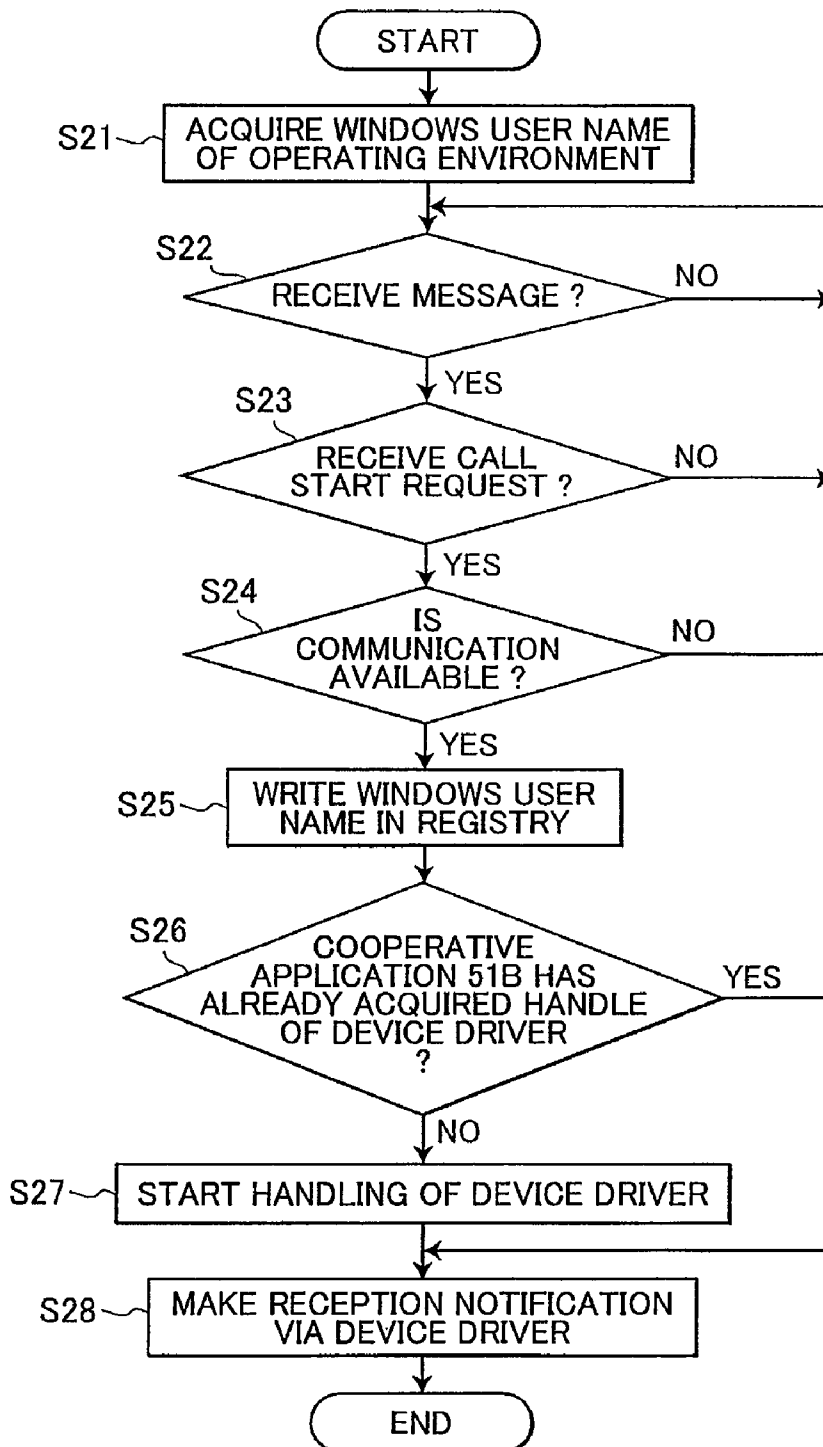 START
S21
ACQUIRE WINDOWS USER NAME
OF OPERATING ENVIRONMENT
S22
RECEIVE MESSAGE ?
NO
YES
S23
RECEIVE CALL
START REQUEST ?
NO
YES
S24
IS
COMMUNICATION
AVAILABLE ?
NO
YES
S25
WRITE WINDOWS USER
NAME IN REGISTRY
S26
COOPERATIVE
APPLICATION 51B HAS
ALREADY ACQUIRED HANDLE
OF DEVICE DRIVER
?
YES
NO
S27
START HANDLING OF DEVICE DRIVER
S28
MAKE RECEPTION NOTIFICATION
VIA DEVICE DRIVER
END